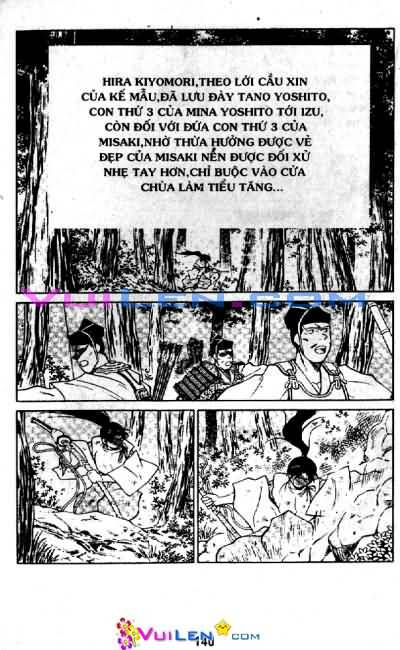 HIRA KIYOMORI,THEO LỜI CẦU XIN
CỦA KẾ MẪU,ĐÃ LƯU ĐÀY TANO YOSHITO,
CON THỨ 3 CỦA MINA YOSHITO TỚI IZU,
CÒN ĐỐI VỚI ĐỨA CON THỨ 3 CỦA
MISAKI,NHỜ THỪA HƯỞNG ĐƯỢC VẺ
ĐẸP CỦA MISAKI NÊN ĐƯỢC ĐỐI XỬ
NHẸ TAY HƠN,CHỈ BUỘC VÀO CỬA
CHÙA LÀM TIỂU TĂNG...
VUILEN.COM
VUILEN.COM
140